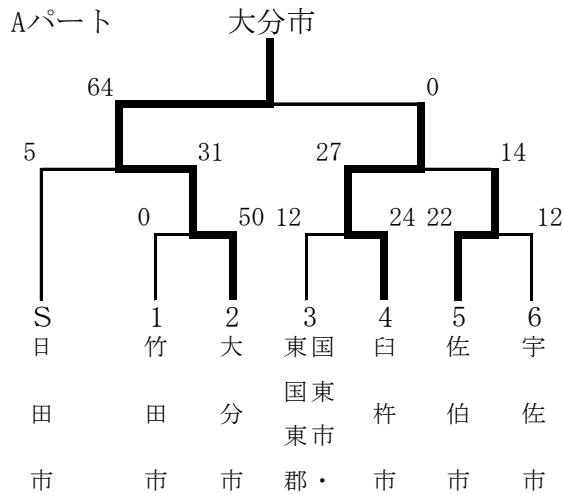 Aパート 大分市
64 0
5 31 27 14
0 50 12 24 22 12
S 1 2 3 4 5 6
日田市
竹田市
大分市
国東市・
東国東郡
臼杵市
佐伯市
宇佐市